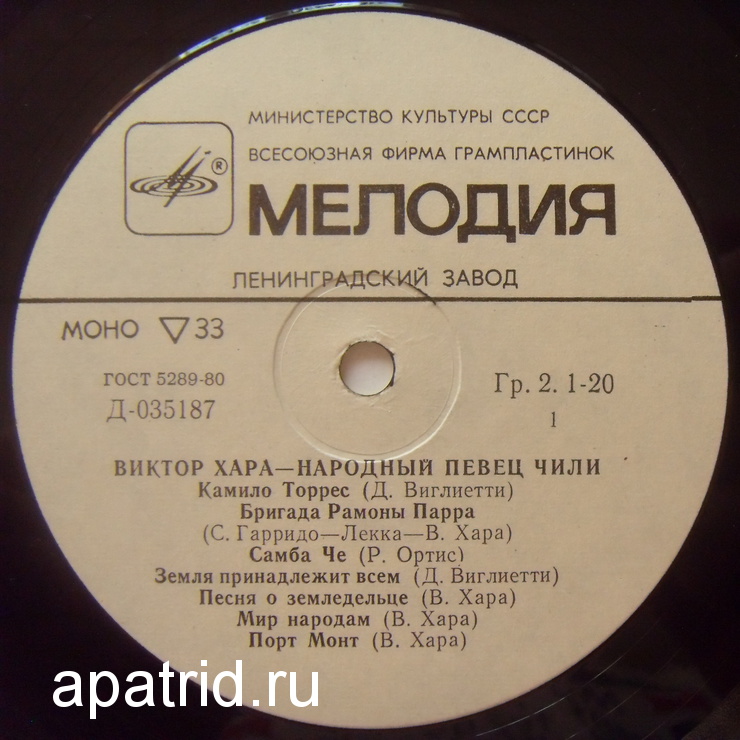 МИНИСТЕРСТВО КУЛЬТУРЫ СССР
ВСЕСОЮЗНАЯ ФИРМА ГРАМПЛАСТИНОК
®
МЕЛОДИЯ
ЛЕНИНГРАДСКИЙ ЗАВОД
МОНО ▽ 33
ГОСТ 5289-80
Гр. 2. 1-20
Д-035187
1
ВИКТОР ХАРА—НАРОДНЫЙ ПЕВЕЦ ЧИЛИ
Камило Торрес (Д. Виглиетти)
Бригада Рамоны Парра
(С. Гарридо—Лекка—В. Хара)
Самба Че (Р. Ортис)
Земля принадлежит всем (Д. Виглиетти)
Песня о земледельце (В. Хара)
Мир народам (В. Хара)
Порт Монт (В. Хара)
apatrid.ru